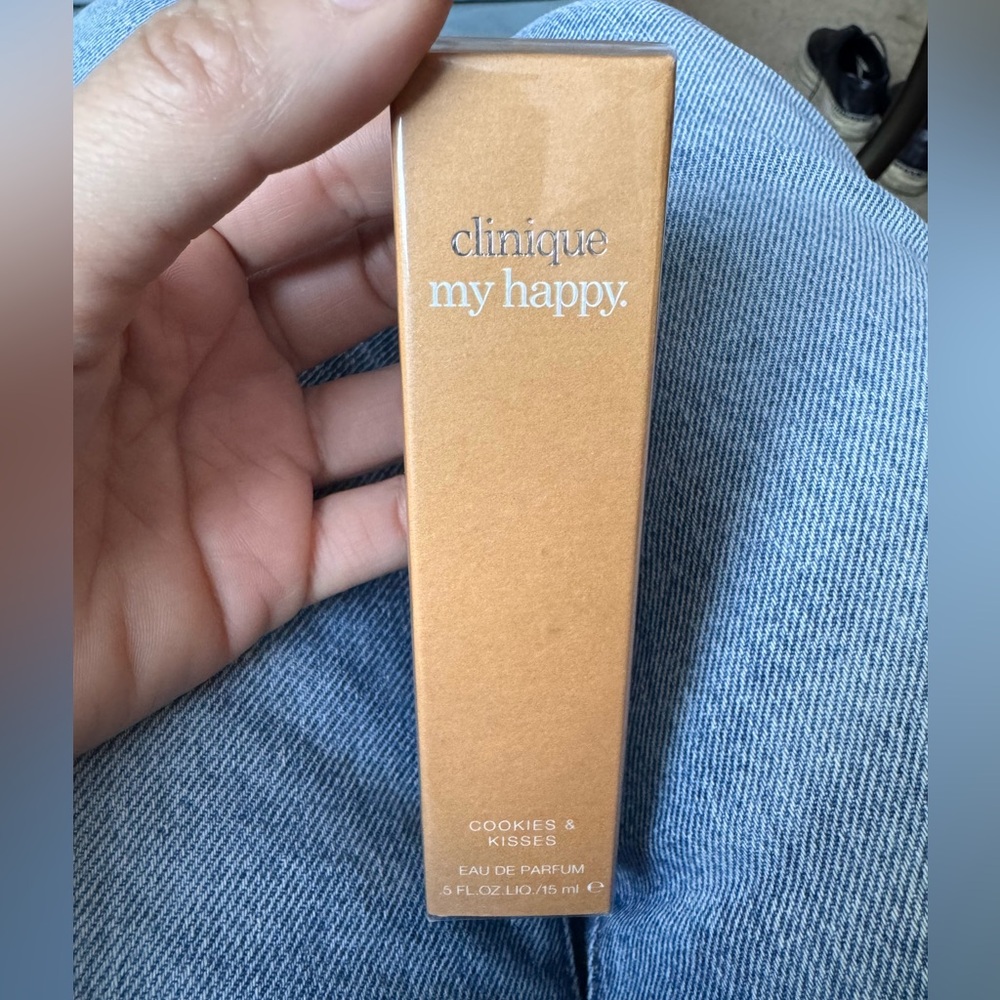 clinique
my happy.
COOKIES &
KISSES
EAU DE PARFUM
.5 FL.OZ.LIQ./15 ml ℮